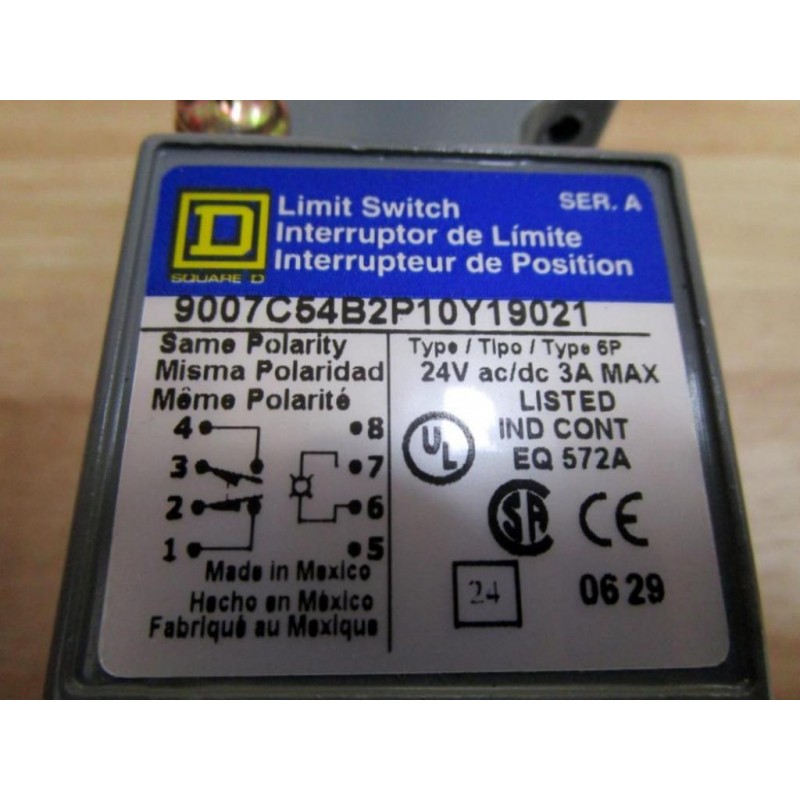 D
SQUARE D
Limit Switch
SER. A
Interruptor de Límite
Interrupteur de Position
9007C54B2P10Y19021
Same Polarity
Misma Polaridad
Même Polarité
4
8
3
7
2
6
1
5
Made in Mexico
Hecho en México
Fabriqué au Mexique
Type / Tipo / Type 6P
24V ac/dc 3A MAX
LISTED
UL
IND CONT
EQ 572A
SA
CE
24
06 29